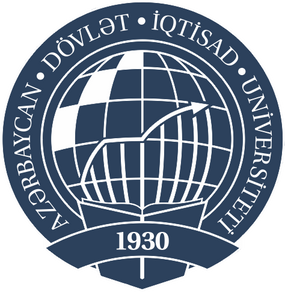 AZƏRBAYCAN • DÖVLƏT • İQTİSAD • UNİVERSİTETİ
1930